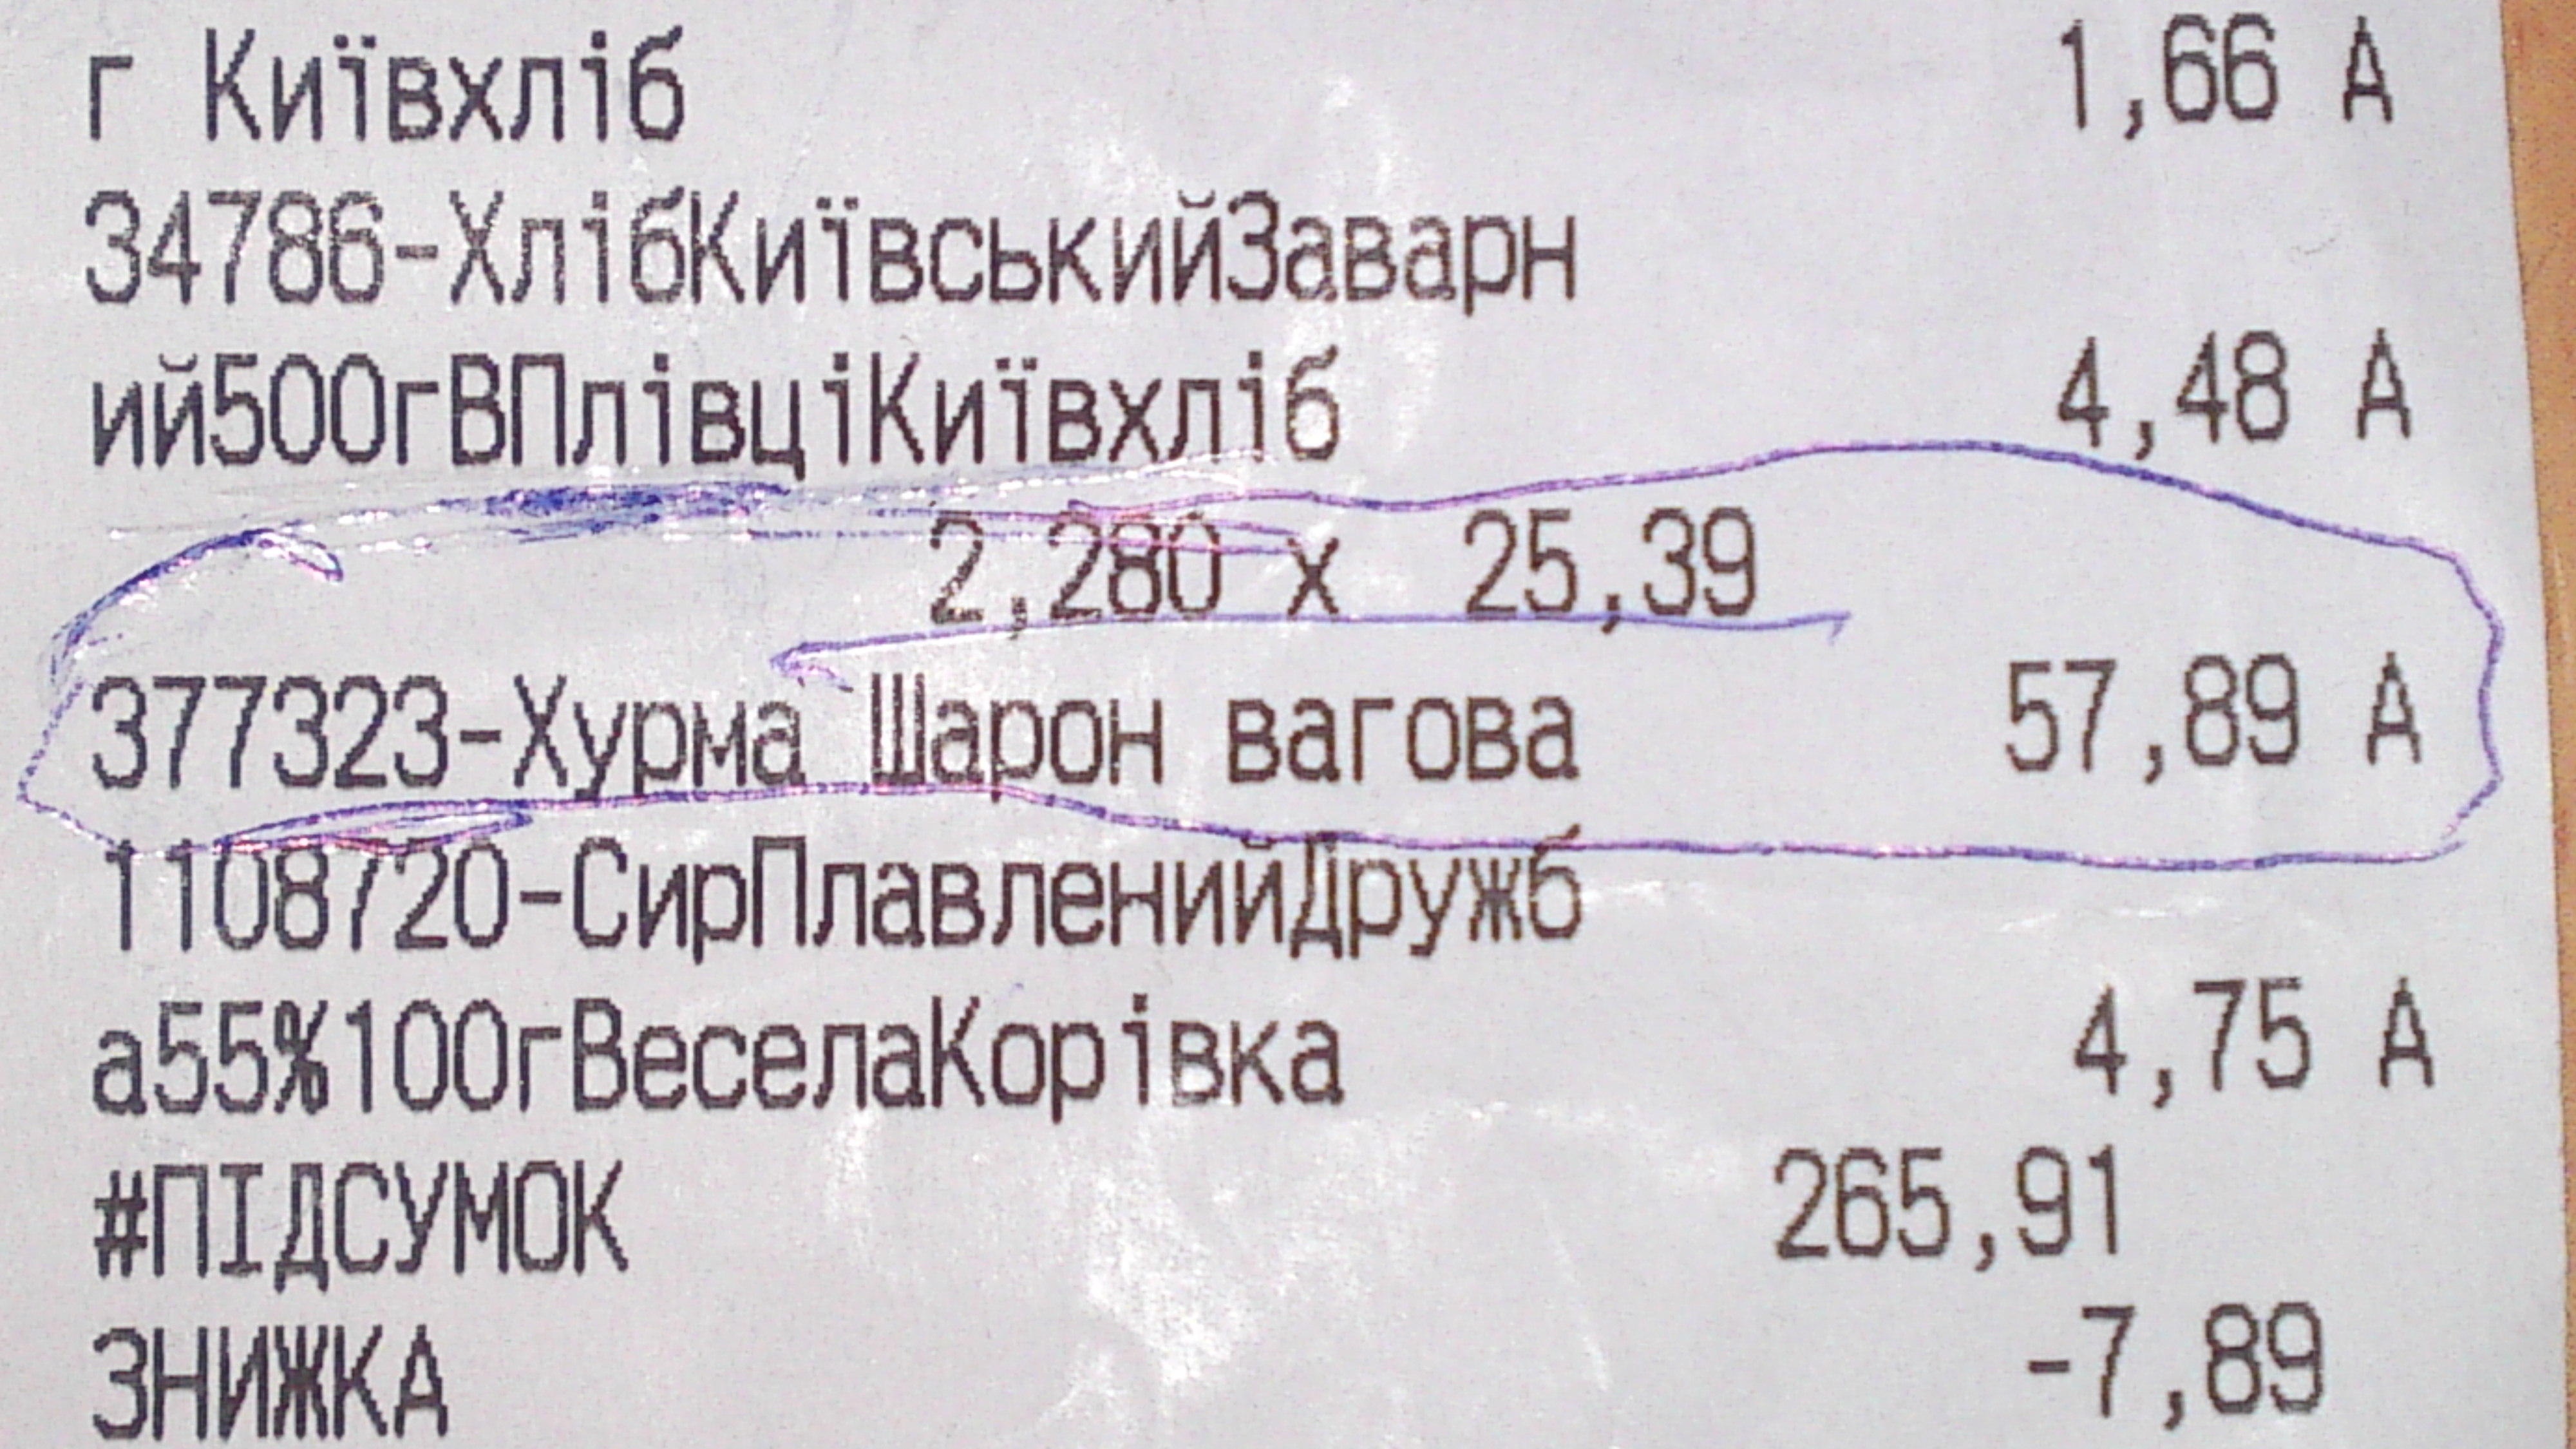 г Київхліб 1,66 А
34786-ХлібКиївськийЗаварн
ий500гВПлівціКиївхліб 4,48 А
2,280 х 25,39
377323-Хурма Шарон вагова 57,89 А
1108720-СирПлавленийДружб
а55%100гВеселаКорівка 4,75 А
#ПІДСУМОК 265,91
ЗНИЖКА -7,89